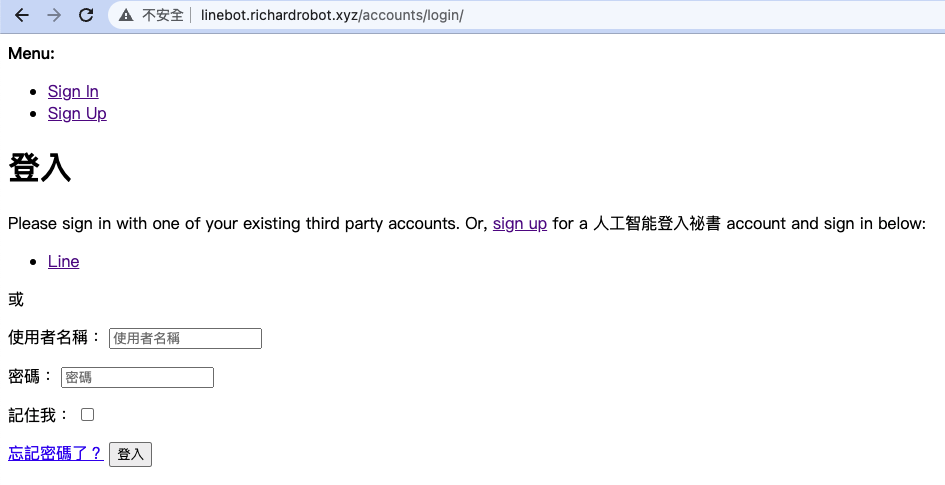 不安全 linebot.richardrobot.xyz/accounts/login/
Menu:
Sign In
Sign Up
登入
Please sign in with one of your existing third party accounts. Or, sign up for a 人工智能登入祕書 account and sign in below:
Line
或
使用者名稱： 使用者名稱
密碼： 密碼
記住我：
忘記密碼了？ 登入